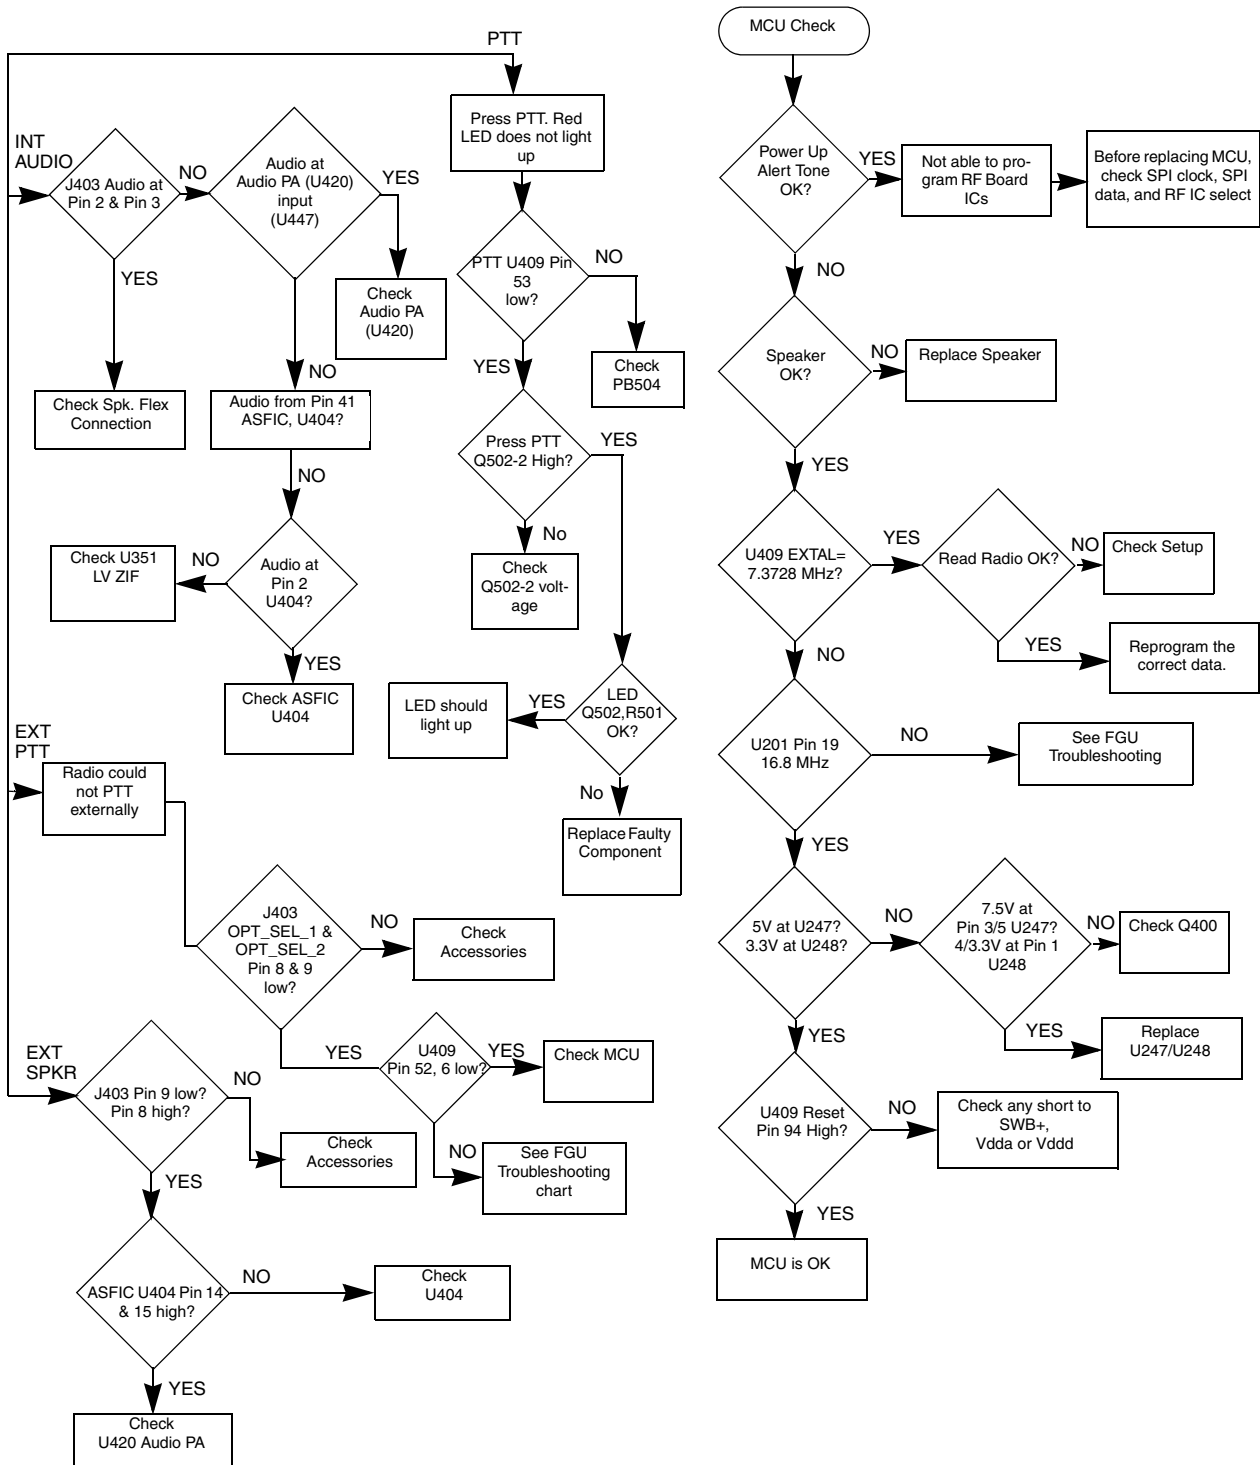 PTT
INT
AUDIO
J403 Audio at
Pin 2 & Pin 3
NO
YES
Check Spk. Flex
Connection
Audio at
Audio PA (U420)
input
(U447)
YES
Check
Audio PA
(U420)
NO
Audio from Pin 41
ASFIC, U404?
NO
Audio at
Pin 2
U404?
NO
Check U351
LV ZIF
YES
Check ASFIC
U404
Press PTT. Red
LED does not light
up
PTT U409 Pin
53
low?
NO
Check
PB504
YES
Press PTT
Q502-2 High?
YES
No
Check
Q502-2 volt-
age
LED
Q502,R501
OK?
YES
LED should
light up
No
Replace Faulty
Component
EXT
PTT
Radio could
not PTT
externally
J403
OPT_SEL_1 &
OPT_SEL_2
Pin 8 & 9
low?
NO
Check
Accessories
YES
U409
Pin 52, 6 low?
YES
Check MCU
NO
See FGU
Troubleshooting
chart
EXT
SPKR
J403 Pin 9 low?
Pin 8 high?
NO
Check
Accessories
YES
ASFIC U404 Pin 14
& 15 high?
NO
Check
U404
YES
Check
U420 Audio PA
MCU Check
Power Up
Alert Tone
OK?
YES
Not able to pro-
gram RF Board
ICs
Before replacing MCU,
check SPI clock, SPI
data, and RF IC select
NO
Speaker
OK?
NO
Replace Speaker
YES
U409 EXTAL=
7.3728 MHz?
YES
Read Radio OK?
NO
Check Setup
YES
Reprogram the
correct data.
NO
U201 Pin 19
16.8 MHz
NO
See FGU
Troubleshooting
YES
5V at U247?
3.3V at U248?
NO
7.5V at
Pin 3/5 U247?
4/3.3V at Pin 1
U248
NO
Check Q400
YES
Replace
U247/U248
YES
U409 Reset
Pin 94 High?
NO
Check any short to
SWB+,
Vdda or Vddd
YES
MCU is OK